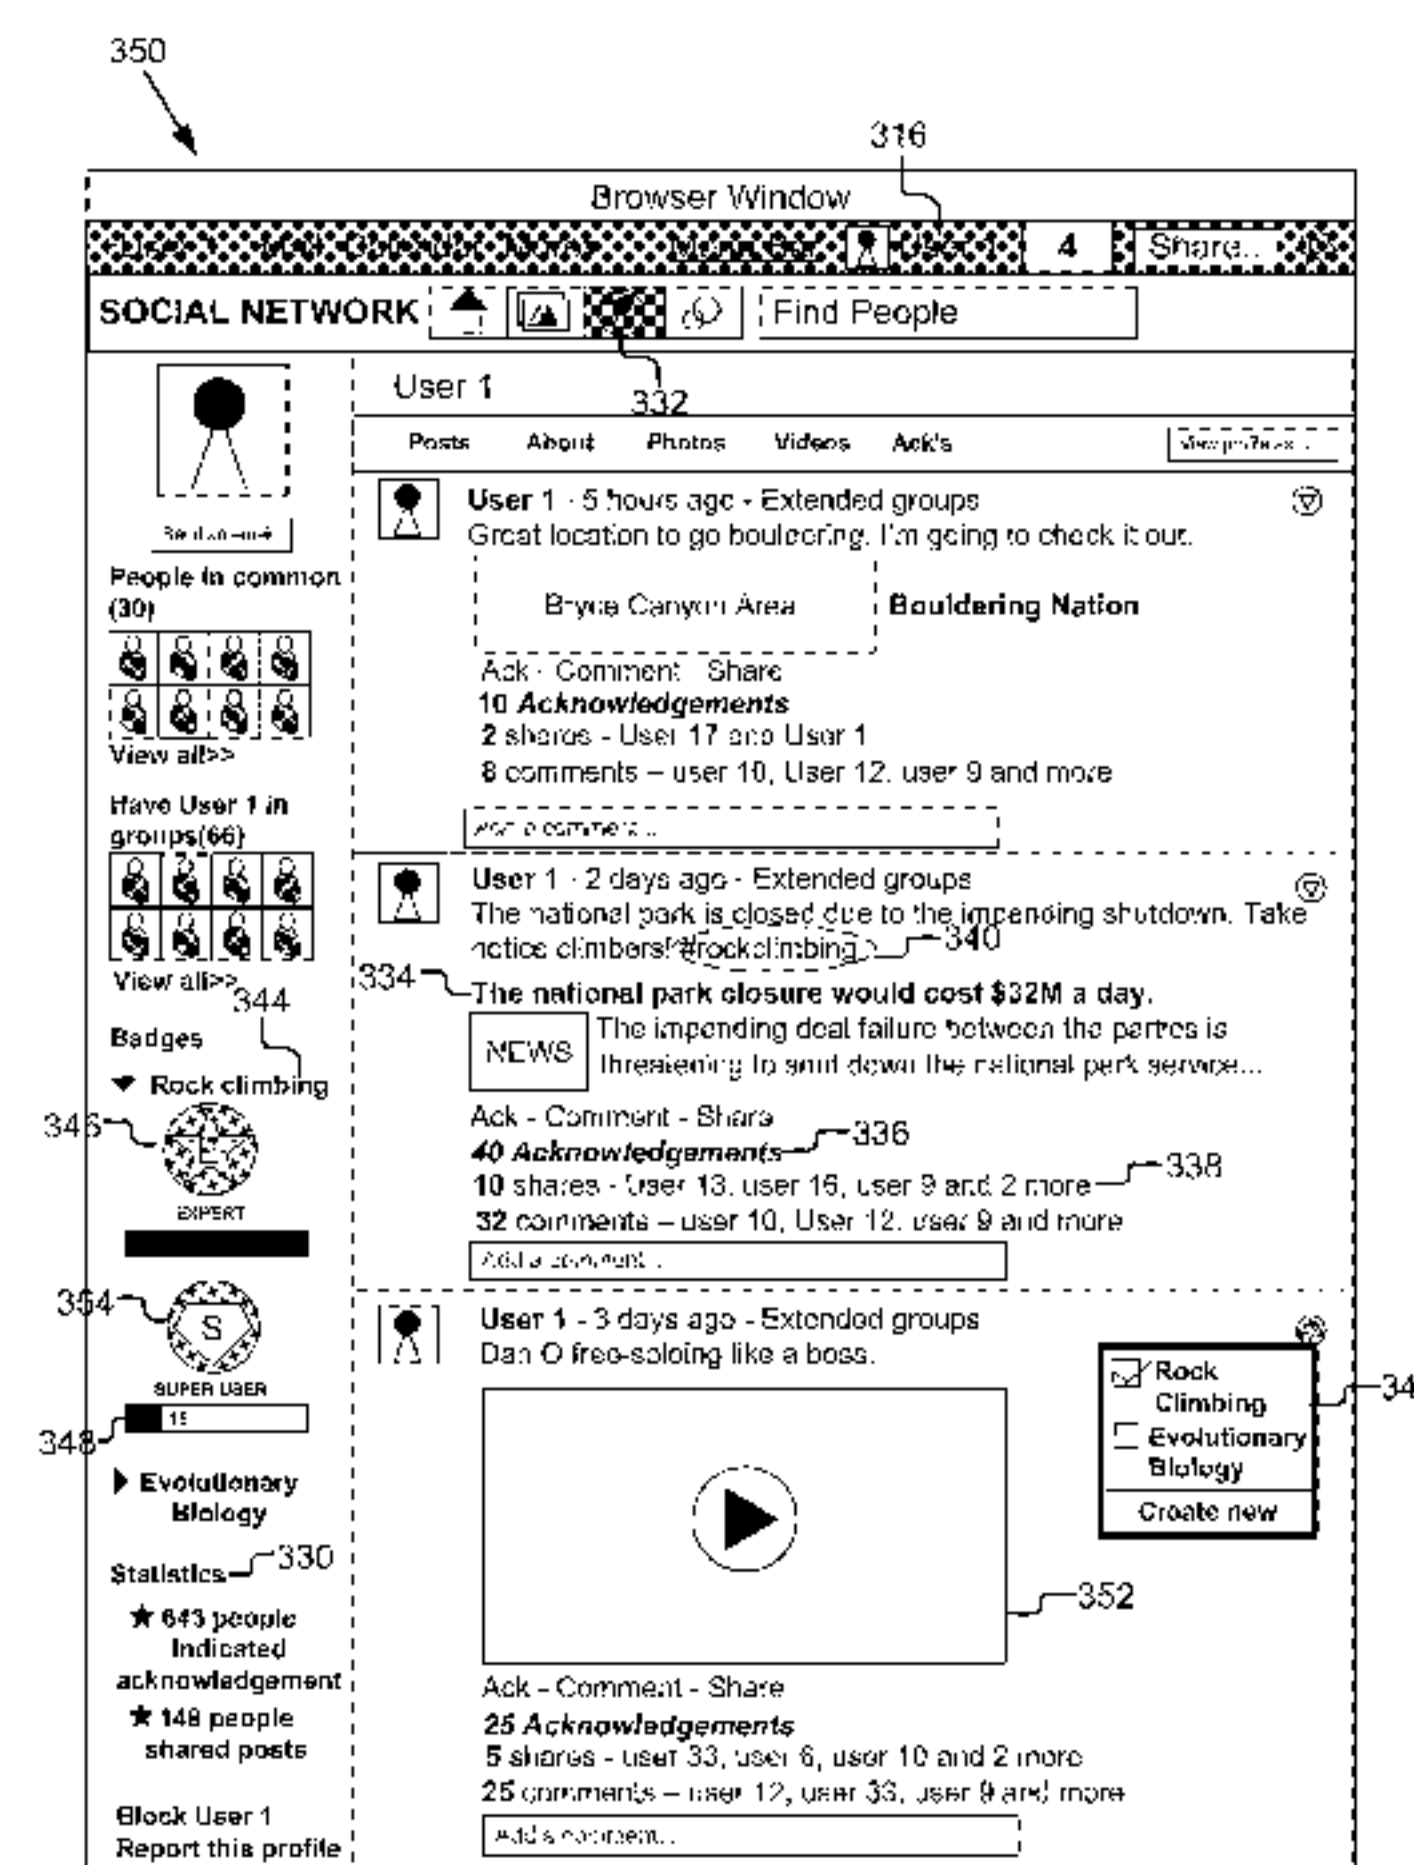 350
316
Browser Window
4
Share...
SOCIAL NETWORK
Find People
332
User 1
Posts About Photos Videos Ack's
User 1 - 5 hours ago - Extended groups
Great location to go bouldering. I'm going to check it out.
Bryce Canyon Area
Bouldering Nation
Ack - Comment - Share
10 Acknowledgements
2 shares - User 17 and User 1
8 comments – user 10, User 12, user 9 and more
Add a comment...
People in common
(30)
View all>>
Have User 1 in
groups(66)
View all>>
User 1 - 2 days ago - Extended groups
The national park is closed due to the impending shutdown. Take
notice climbers! #rockclimbing
340
334
The national park closure would cost $32M a day.
NEWS
The impending deal failure between the parties is
threatening to shut down the national park service...
Ack - Comment - Share
40 Acknowledgements
336
10 shares - User 13, user 16, user 9 and 2 more
338
32 comments – user 10, User 12, user 9 and more
Add a comment...
344
Badges
Rock climbing
346
E
EXPERT
354
S
SUPER USER
15
348
Evolutionary
Biology
Statistics
330
643 people
Indicated
acknowledgement
148 people
shared posts
Block User 1
Report this profile
User 1 - 3 days ago - Extended groups
Dan O free-soloing like a boss.
Rock
Climbing
Evolutionary
Biology
Create new
34
352
Ack - Comment - Share
25 Acknowledgements
5 shares - user 33, user 6, user 10 and 2 more
25 comments – user 12, user 33, user 9 and more
Add a comment...